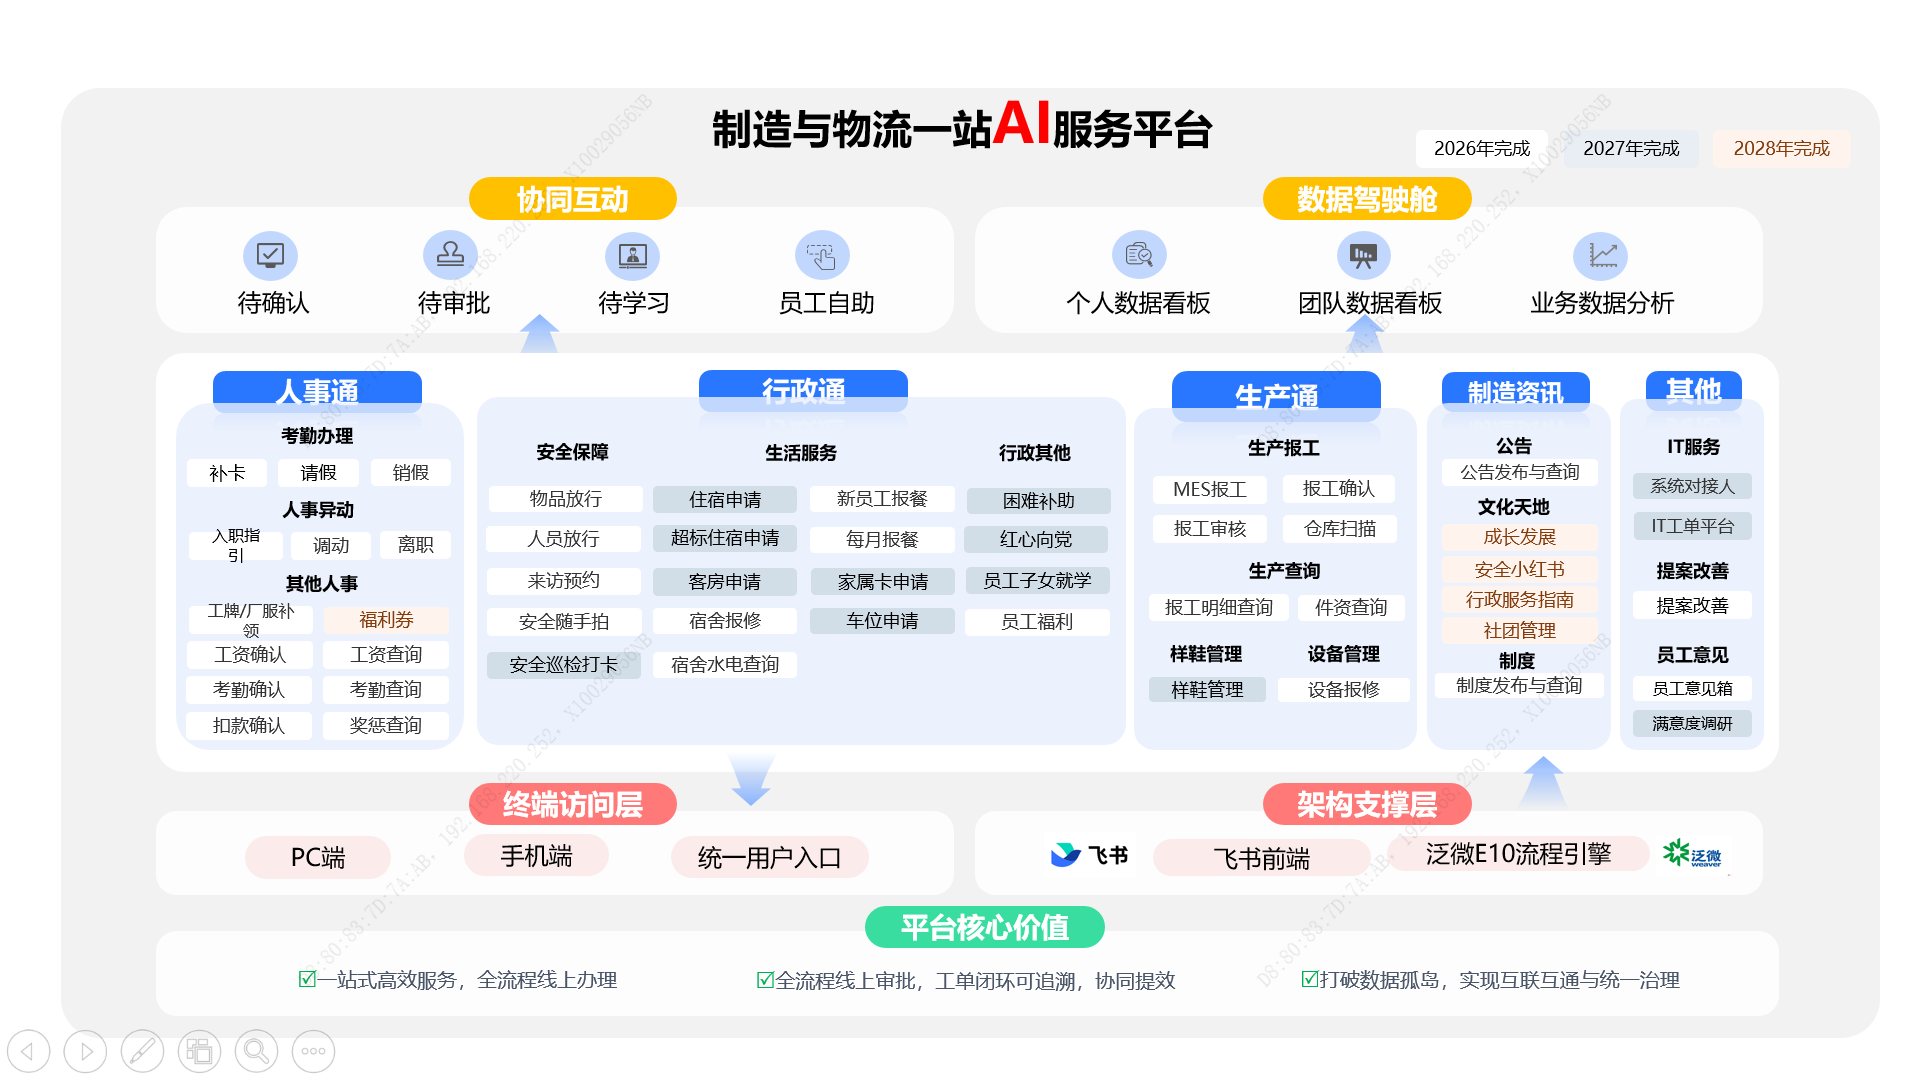 制造与物流一站AI服务平台
2026年完成
2027年完成
2028年完成
协同互动
待确认
待审批
待学习
员工自助
数据驾驶舱
个人数据看板
团队数据看板
业务数据分析
人事通
考勤办理
补卡
请假
销假
人事异动
入职指
引
调动
离职
其他人事
工牌/厂服补
领
福利券
工资确认
工资查询
考勤确认
考勤查询
扣款确认
奖惩查询
行政通
安全保障
物品放行
人员放行
来访预约
安全随手拍
安全巡检打卡
生活服务
住宿申请
新员工报餐
超标住宿申请
每月报餐
客房申请
家属卡申请
宿舍报修
车位申请
宿舍水电查询
行政其他
困难补助
红心向党
员工子女就学
员工福利
生产通
生产报工
MES报工
报工确认
报工审核
仓库扫描
生产查询
报工明细查询
件资查询
样鞋管理
样鞋管理
设备管理
设备报修
制造资讯
公告
公告发布与查询
文化天地
成长发展
安全小红书
行政服务指南
社团管理
制度
制度发布与查询
其他
IT服务
系统对接人
IT工单平台
提案改善
提案改善
员工意见
员工意见箱
满意度调研
终端访问层
PC端
手机端
统一用户入口
架构支撑层
飞书
飞书前端
泛微E10流程引擎
泛微
weaver
平台核心价值
☑一站式高效服务，全流程线上办理
☑全流程线上审批，工单闭环可追溯，协同提效
☑打破数据孤岛，实现互联互通与统一治理